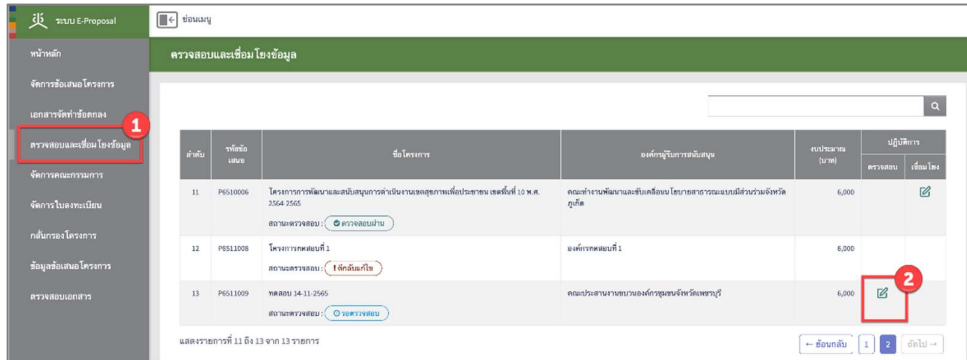 ระบบ E-Proposal
ซ่อนเมนู
หน้าหลัก
จัดการข้อเสนอโครงการ
เอกสารจัดทำข้อตกลง
1
ตรวจสอบและเชื่อมโยงข้อมูล
จัดการคณะกรรมการ
จัดการใบลงทะเบียน
กลั่นกรองโครงการ
ข้อมูลข้อเสนอโครงการ
ตรวจสอบเอกสาร
ตรวจสอบและเชื่อมโยงข้อมูล
ลำดับ รหัสข้อเสนอ ชื่อโครงการ องค์กรผู้รับการสนับสนุน งบประมาณ (บาท) ปฏิบัติการ
ตรวจสอบ เชื่อมโยง
11 P6510006 โครงการการพัฒนาและสนับสนุนการดำเนินงานเขตสุขภาพเพื่อประชาชน เขตพื้นที่ 10 พ.ศ. คณะทำงานพัฒนาและขับเคลื่อนนโยบายสาธารณะแบบมีส่วนร่วมจังหวัด 6,000
2564-2565 ภูเก็ต
สถานะตรวจสอบ : ตรวจสอบผ่าน
12 P6511008 โครงการทดสอบที่ 1 องค์กรทดสอบที่ 1 6,000
สถานะตรวจสอบ : ! ตีกลับแก้ไข
2
13 P6511009 ทดสอบ 14-11-2565 คณะประสานงานขบวนองค์กรชุมชนจังหวัดเพชรบุรี 6,000
สถานะตรวจสอบ : รอตรวจสอบ
แสดงรายการที่ 11 ถึง 13 จาก 13 รายการ
← ย้อนกลับ 1 2 ถัดไป →